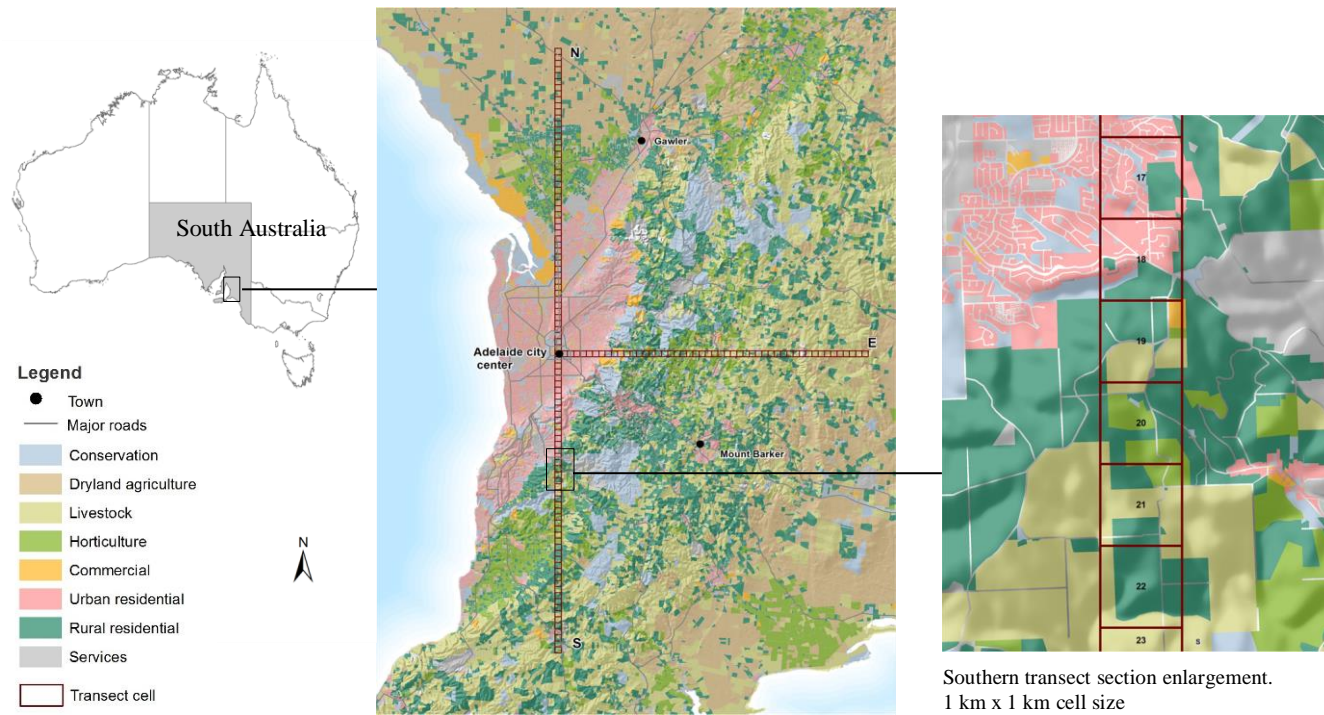 South Australia
Legend
Town
Major roads
Conservation
Dryland agriculture
Livestock
Horticulture
Commercial
Urban residential
Rural residential
Services
Transect cell
N
N
Gawler
Adelaide city
center
E
Mount Barker
S
17
18
19
20
21
22
23
s
Southern transect section enlargement.
1 km x 1 km cell size